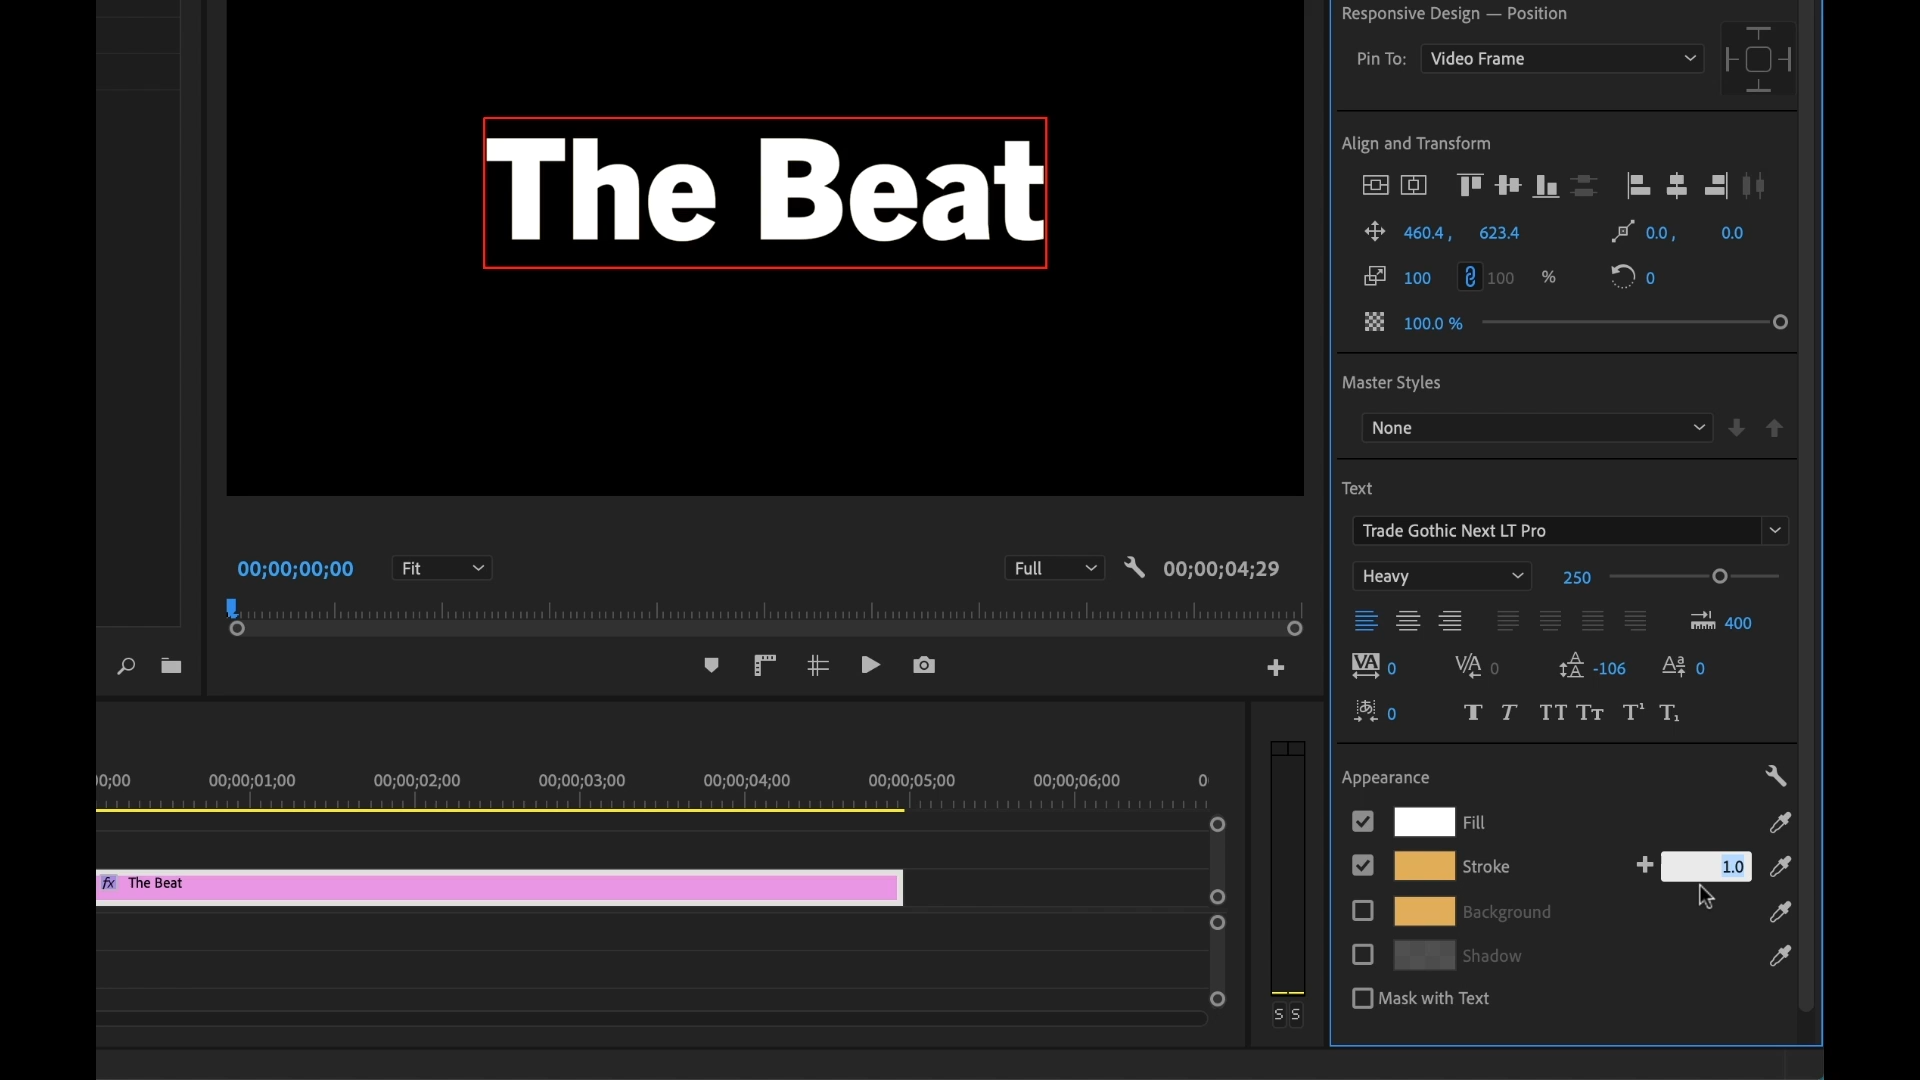 Responsive Design — Position
Pin To: Video Frame
The Beat
Align and Transform
460.4 , 623.4 0.0 , 0.0
100 100 % 0
100.0 %
Master Styles
None
Text
Trade Gothic Next LT Pro
Heavy 250
400
0 0 -106 0
0
00;00;00;00 Fit Full 00;00;04;29
00;00 00;00;01;00 00;00;02;00 00;00;03;00 00;00;04;00 00;00;05;00 00;00;06;00 0
fx The Beat
S S
Appearance
Fill
Stroke 1.0
Background
Shadow
Mask with Text